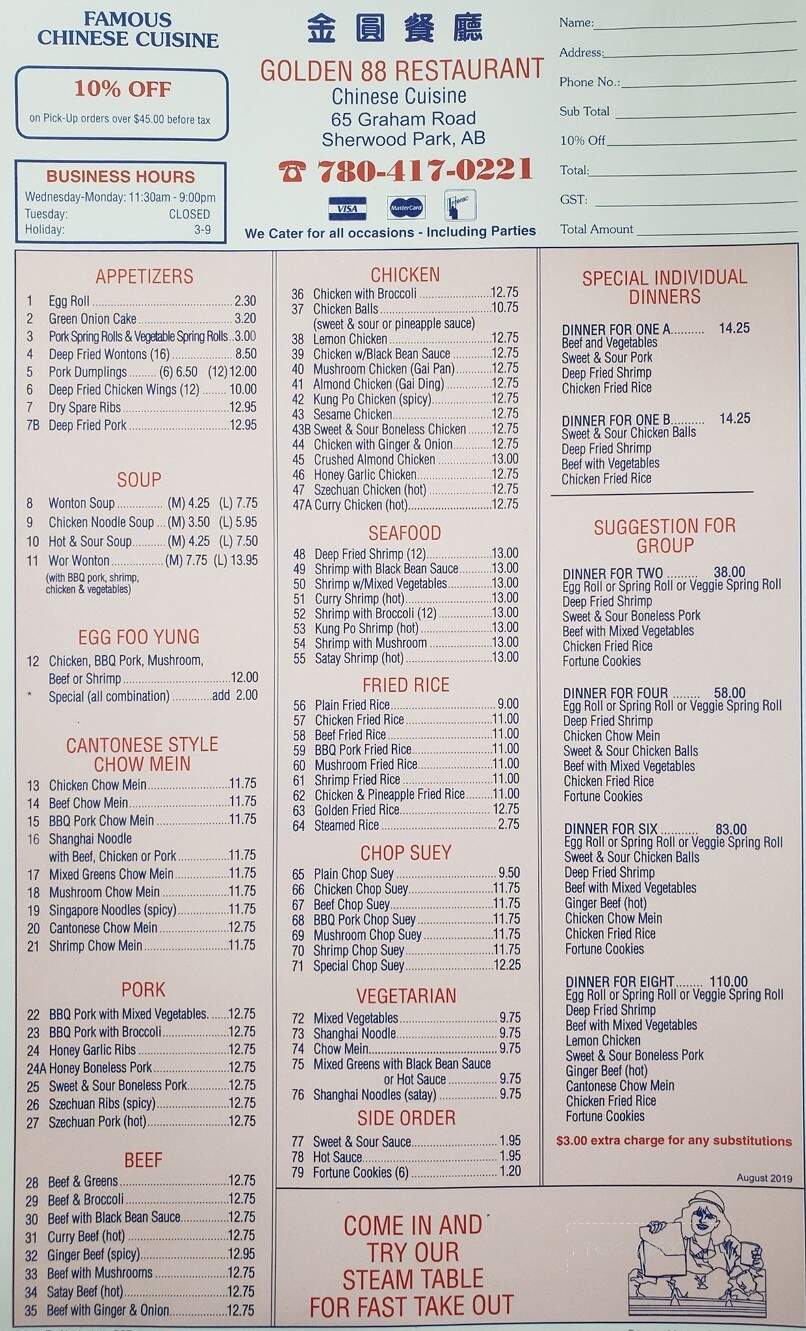 FAMOUS
CHINESE CUISINE
10% OFF
on Pick-Up orders over $45.00 before tax
BUSINESS HOURS
Wednesday-Monday: 11:30am - 9:00pm
Tuesday: CLOSED
Holiday: 3-9
金圓餐廳
GOLDEN 88 RESTAURANT
Chinese Cuisine
65 Graham Road
Sherwood Park, AB
☎ 780-417-0221
VISA MasterCard Interac
We Cater for all occasions - Including Parties
Name:
Address:
Phone No.:
Sub Total
10% Off
Total:
GST:
Total Amount
APPETIZERS
1 Egg Roll 2.30
2 Green Onion Cake 3.20
3 Pork Spring Rolls & Vegetable Spring Rolls 3.00
4 Deep Fried Wontons (16) 8.50
5 Pork Dumplings (6) 6.50 (12) 12.00
6 Deep Fried Chicken Wings (12) 10.00
7 Dry Spare Ribs 12.95
7B Deep Fried Pork 12.95
SOUP
8 Wonton Soup (M) 4.25 (L) 7.75
9 Chicken Noodle Soup (M) 3.50 (L) 5.95
10 Hot & Sour Soup (M) 4.25 (L) 7.50
11 Wor Wonton (M) 7.75 (L) 13.95
(with BBQ pork, shrimp,
chicken & vegetables)
EGG FOO YUNG
12 Chicken, BBQ Pork, Mushroom,
Beef or Shrimp 12.00
* Special (all combination) add 2.00
CANTONESE STYLE
CHOW MEIN
13 Chicken Chow Mein 11.75
14 Beef Chow Mein 11.75
15 BBQ Pork Chow Mein 11.75
16 Shanghai Noodle
with Beef, Chicken or Pork 11.75
17 Mixed Greens Chow Mein 11.75
18 Mushroom Chow Mein 11.75
19 Singapore Noodles (spicy) 11.75
20 Cantonese Chow Mein 12.75
21 Shrimp Chow Mein 11.75
PORK
22 BBQ Pork with Mixed Vegetables. 12.75
23 BBQ Pork with Broccoli 12.75
24 Honey Garlic Ribs 12.75
24A Honey Boneless Pork 12.75
25 Sweet & Sour Boneless Pork 12.75
26 Szechuan Ribs (spicy) 12.75
27 Szechuan Pork (hot) 12.75
BEEF
28 Beef & Greens 12.75
29 Beef & Broccoli 12.75
30 Beef with Black Bean Sauce 12.75
31 Curry Beef (hot) 12.75
32 Ginger Beef (spicy) 12.95
33 Beef with Mushrooms 12.75
34 Satay Beef (hot) 12.75
35 Beef with Ginger & Onion 12.75
CHICKEN
36 Chicken with Broccoli 12.75
37 Chicken Balls 10.75
(sweet & sour or pineapple sauce)
38 Lemon Chicken 12.75
39 Chicken w/Black Bean Sauce 12.75
40 Mushroom Chicken (Gai Pan) 12.75
41 Almond Chicken (Gai Ding) 12.75
42 Kung Po Chicken (spicy) 12.75
43 Sesame Chicken 12.75
43B Sweet & Sour Boneless Chicken 12.75
44 Chicken with Ginger & Onion 12.75
45 Crushed Almond Chicken 13.00
46 Honey Garlic Chicken 12.75
47 Szechuan Chicken (hot) 12.75
47A Curry Chicken (hot) 12.75
SEAFOOD
48 Deep Fried Shrimp (12) 13.00
49 Shrimp with Black Bean Sauce 13.00
50 Shrimp w/Mixed Vegetables 13.00
51 Curry Shrimp (hot) 13.00
52 Shrimp with Broccoli (12) 13.00
53 Kung Po Shrimp (hot) 13.00
54 Shrimp with Mushroom 13.00
55 Satay Shrimp (hot) 13.00
FRIED RICE
56 Plain Fried Rice 9.00
57 Chicken Fried Rice 11.00
58 Beef Fried Rice 11.00
59 BBQ Pork Fried Rice 11.00
60 Mushroom Fried Rice 11.00
61 Shrimp Fried Rice 11.00
62 Chicken & Pineapple Fried Rice 11.00
63 Golden Fried Rice 12.75
64 Steamed Rice 2.75
CHOP SUEY
65 Plain Chop Suey 9.50
66 Chicken Chop Suey 11.75
67 Beef Chop Suey 11.75
68 BBQ Pork Chop Suey 11.75
69 Mushroom Chop Suey 11.75
70 Shrimp Chop Suey 11.75
71 Special Chop Suey 12.25
VEGETARIAN
72 Mixed Vegetables 9.75
73 Shanghai Noodle 9.75
74 Chow Mein 9.75
75 Mixed Greens with Black Bean Sauce
or Hot Sauce 9.75
76 Shanghai Noodles (satay) 9.75
SIDE ORDER
77 Sweet & Sour Sauce 1.95
78 Hot Sauce 1.95
79 Fortune Cookies (6) 1.20
SPECIAL INDIVIDUAL
DINNERS
DINNER FOR ONE A 14.25
Beef and Vegetables
Sweet & Sour Pork
Deep Fried Shrimp
Chicken Fried Rice
DINNER FOR ONE B 14.25
Sweet & Sour Chicken Balls
Deep Fried Shrimp
Beef with Vegetables
Chicken Fried Rice
SUGGESTION FOR
GROUP
DINNER FOR TWO 38.00
Egg Roll or Spring Roll or Veggie Spring Roll
Deep Fried Shrimp
Sweet & Sour Boneless Pork
Beef with Mixed Vegetables
Chicken Fried Rice
Fortune Cookies
DINNER FOR FOUR 58.00
Egg Roll or Spring Roll or Veggie Spring Roll
Deep Fried Shrimp
Chicken Chow Mein
Sweet & Sour Chicken Balls
Beef with Mixed Vegetables
Chicken Fried Rice
Fortune Cookies
DINNER FOR SIX 83.00
Egg Roll or Spring Roll or Veggie Spring Roll
Sweet & Sour Chicken Balls
Deep Fried Shrimp
Beef with Mixed Vegetables
Ginger Beef (hot)
Chicken Chow Mein
Chicken Fried Rice
Fortune Cookies
DINNER FOR EIGHT 110.00
Egg Roll or Spring Roll or Veggie Spring Roll
Deep Fried Shrimp
Beef with Mixed Vegetables
Lemon Chicken
Sweet & Sour Boneless Pork
Ginger Beef (hot)
Cantonese Chow Mein
Chicken Fried Rice
Fortune Cookies
$3.00 extra charge for any substitutions
August 2019
COME IN AND
TRY OUR
STEAM TABLE
FOR FAST TAKE OUT